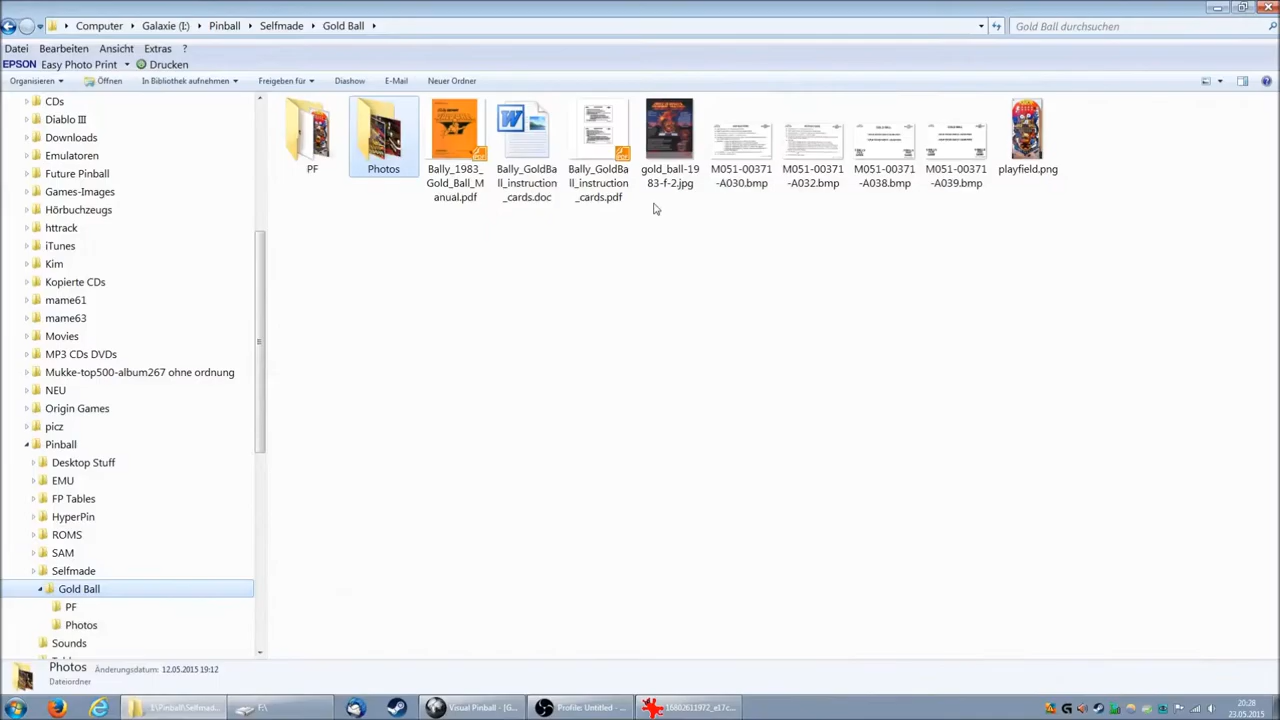 Computer Galaxie (I:) Pinball Selfmade Gold Ball
Gold Ball durchsuchen
Datei Bearbeiten Ansicht Extras ?
EPSON Easy Photo Print Drucken
Organisieren Öffnen In Bibliothek aufnehmen Freigeben für Diashow E-Mail Neuer Ordner
CDs
Diablo III
Downloads
Emulatoren
Future Pinball
Games-Images
Hörbuchzeugs
httrack
iTunes
Kim
Kopierte CDs
mame61
mame63
Movies
MP3 CDs DVDs
Mukke-top500-album267 ohne ordnung
NEU
Origin Games
picz
Pinball
Desktop Stuff
EMU
FP Tables
HyperPin
ROMS
SAM
Selfmade
Gold Ball
PF
Photos
Sounds
PF
Photos
Bally_1983_
Gold_Ball_M
anual.pdf
Bally_GoldBa
ll_instruction
_cards.doc
Bally_GoldBa
ll_instruction
_cards.pdf
gold_ball-19
83-f-2.jpg
M051-00371
-A030.bmp
M051-00371
-A032.bmp
M051-00371
-A038.bmp
M051-00371
-A039.bmp
playfield.png
Photos Änderungsdatum: 12.05.2015 19:12
Dateiordner
I:\Pinball\Selfmad...
F:\
Visual Pinball - [G...
Profile: Untitled - ...
16802611972_e17c...
20:28
23.05.2015